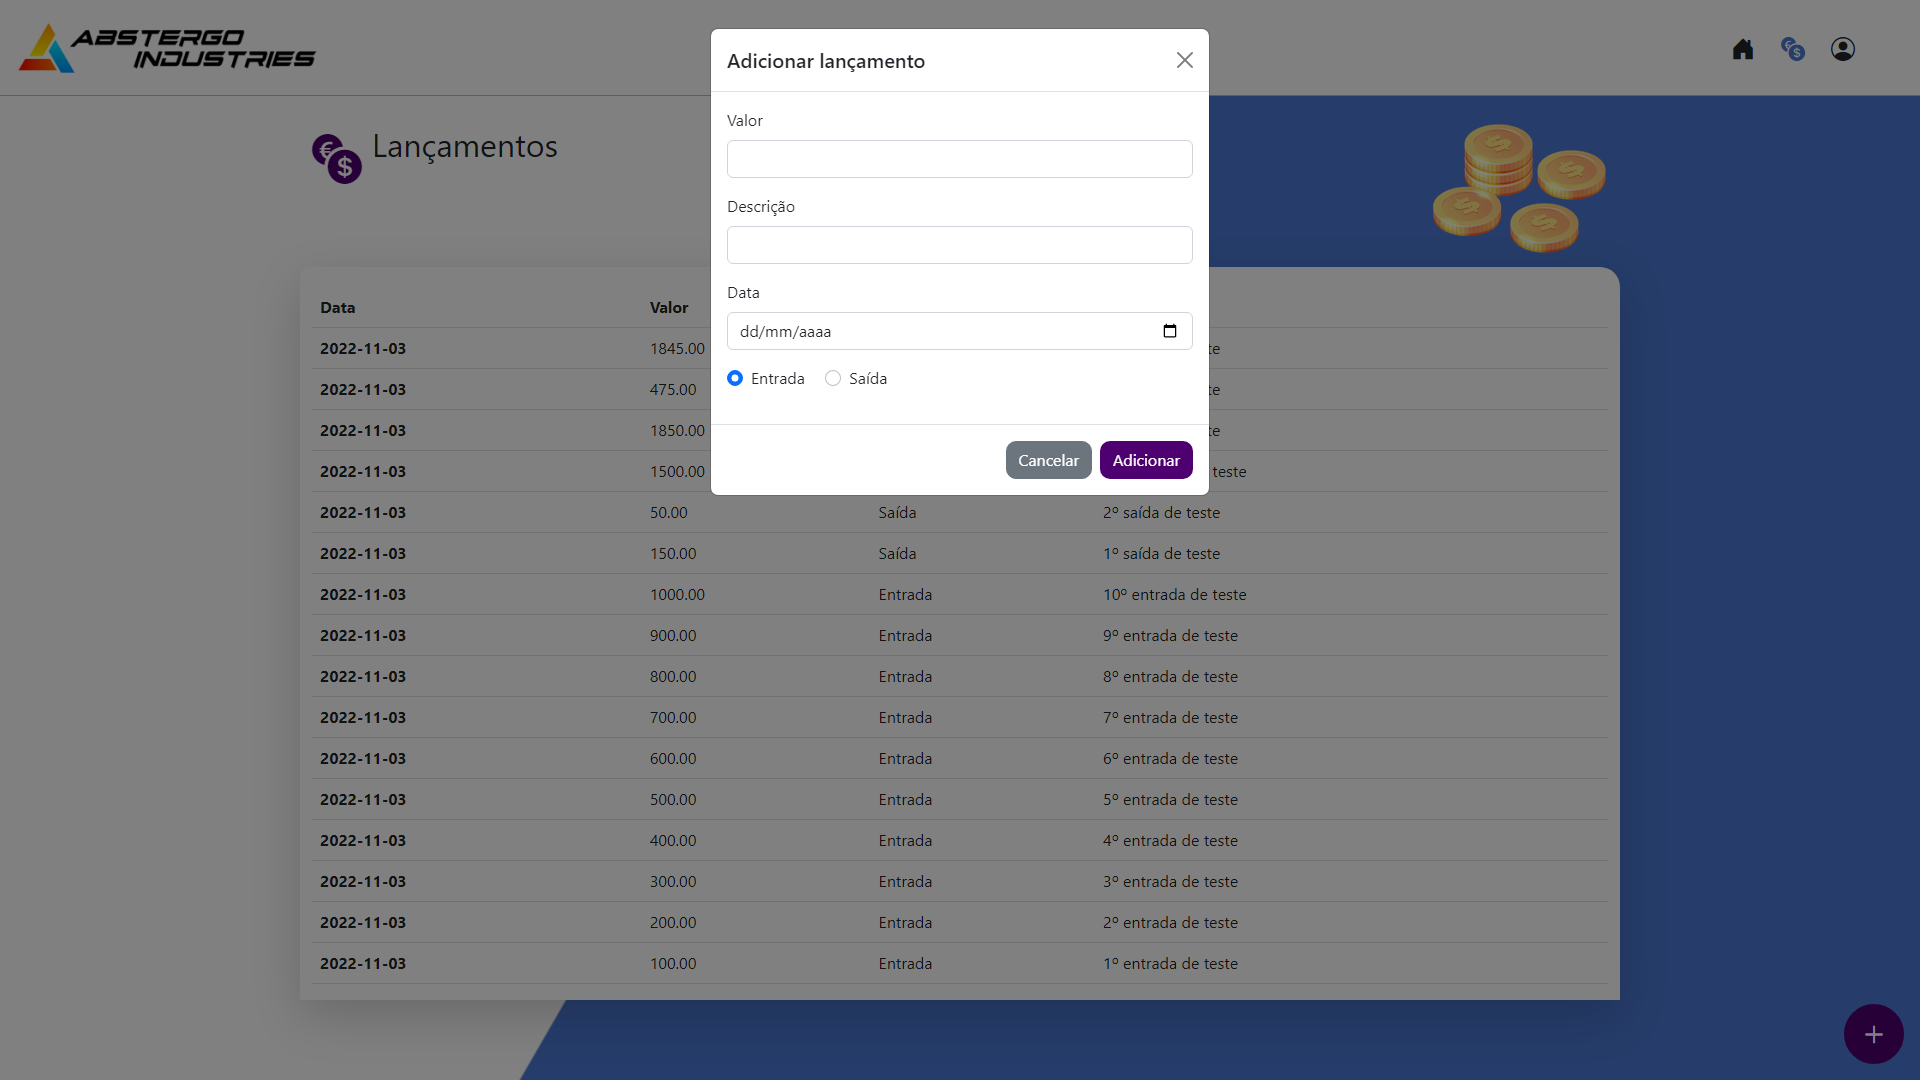 ABSTERGO
INDUSTRIES
Lançamentos
Adicionar lançamento
Valor
Descrição
Data
dd/mm/aaaa
Entrada Saída
Cancelar Adicionar
Data Valor
2022-11-03 1845.00 te
2022-11-03 475.00 te
2022-11-03 1850.00 te
2022-11-03 1500.00 teste
2022-11-03 50.00 Saída 2º saída de teste
2022-11-03 150.00 Saída 1º saída de teste
2022-11-03 1000.00 Entrada 10º entrada de teste
2022-11-03 900.00 Entrada 9º entrada de teste
2022-11-03 800.00 Entrada 8º entrada de teste
2022-11-03 700.00 Entrada 7º entrada de teste
2022-11-03 600.00 Entrada 6º entrada de teste
2022-11-03 500.00 Entrada 5º entrada de teste
2022-11-03 400.00 Entrada 4º entrada de teste
2022-11-03 300.00 Entrada 3º entrada de teste
2022-11-03 200.00 Entrada 2º entrada de teste
2022-11-03 100.00 Entrada 1º entrada de teste